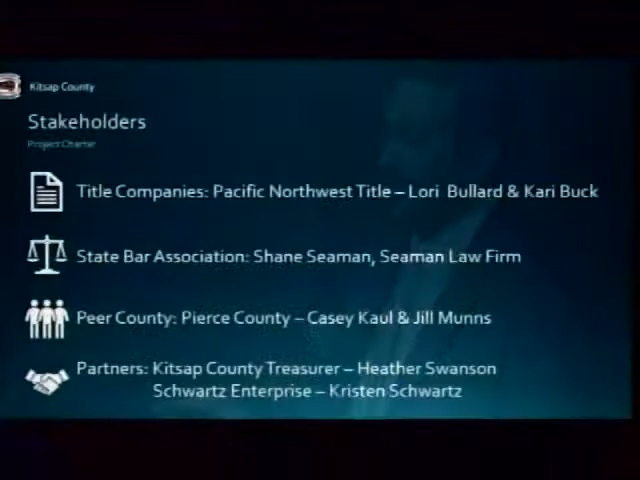 Kitsap County
Stakeholders
Project Charter
Title Companies: Pacific Northwest Title – Lori Bullard & Kari Buck
State Bar Association: Shane Seaman, Seaman Law Firm
Peer County: Pierce County – Casey Kaul & Jill Munns
Partners: Kitsap County Treasurer – Heather Swanson
Schwartz Enterprise – Kristen Schwartz